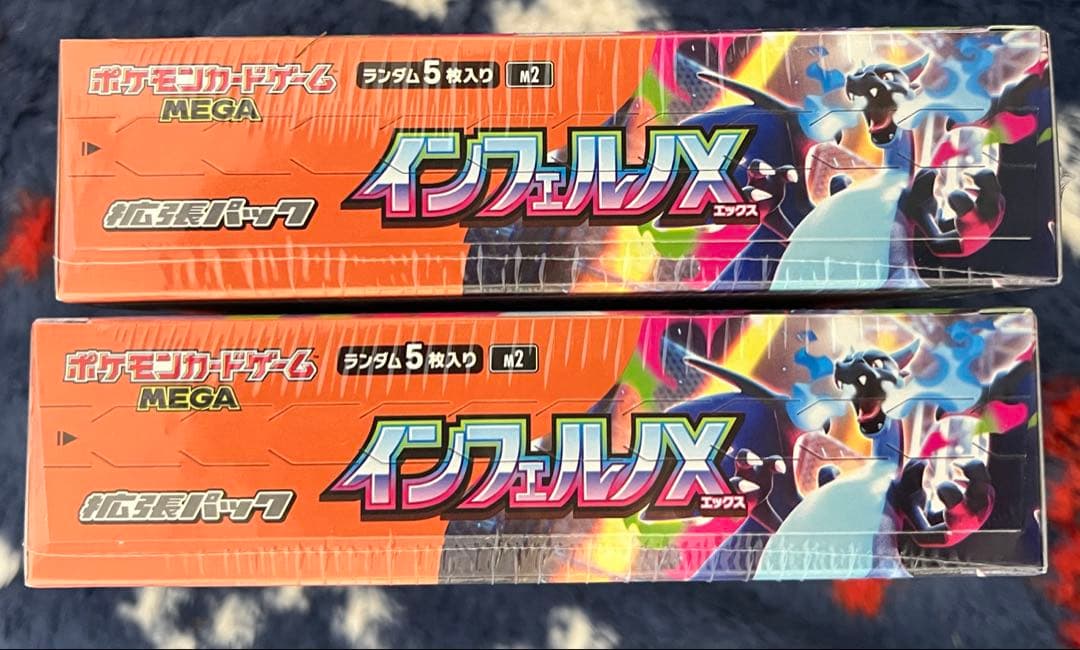 ポケモンカードゲーム
MEGA
ランダム5枚入り M2
インフェルノX
エックス
拡張パック
ポケモンカードゲーム
MEGA
ランダム5枚入り M2
インフェルノX
エックス
拡張パック